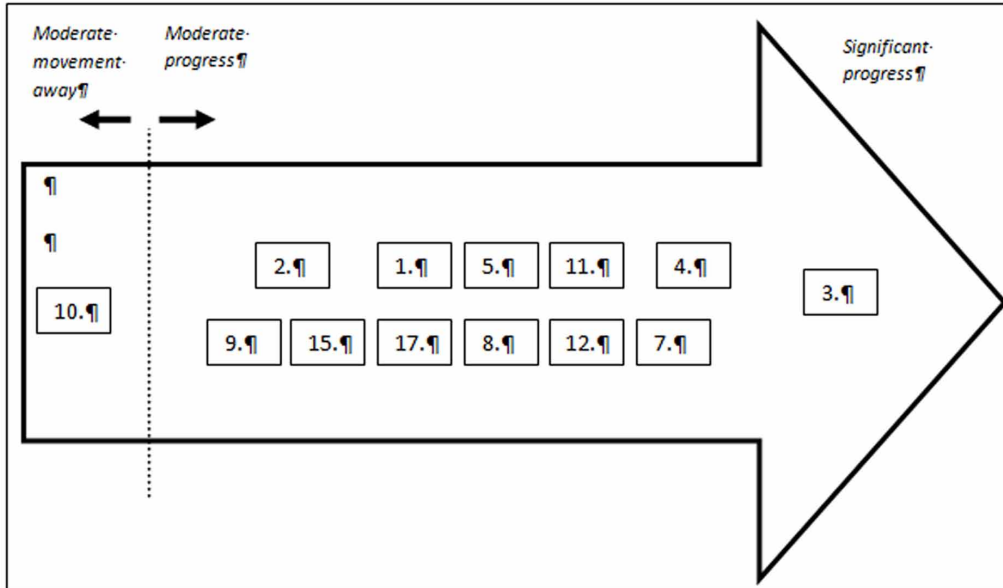 Moderate·
movement·
away¶
Moderate·
progress¶
Significant·
progress¶
¶
¶
2.¶ 1.¶ 5.¶ 11.¶ 4.¶
3.¶
10.¶
9.¶ 15.¶ 17.¶ 8.¶ 12.¶ 7.¶